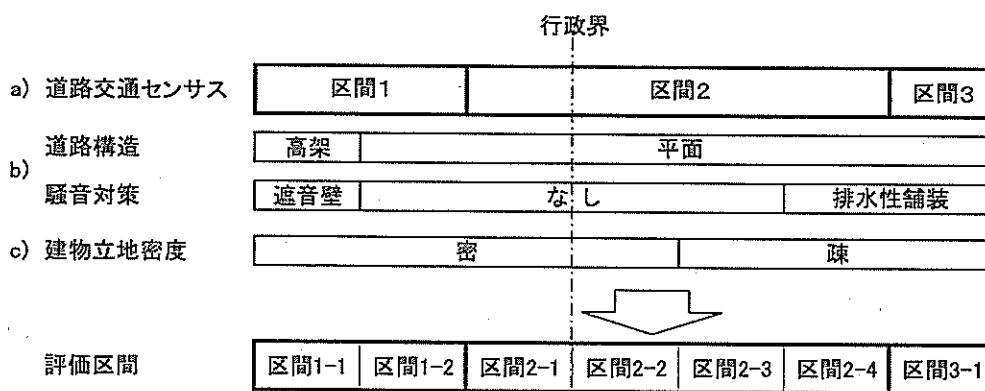 行政界
a) 道路交通センサス 区間1 区間2 区間3
道路構造 高架 平面
b)
騒音対策 遮音壁 なし 排水性舗装
c) 建物立地密度 密 疎
評価区間 区間1-1 区間1-2 区間2-1 区間2-2 区間2-3 区間2-4 区間3-1